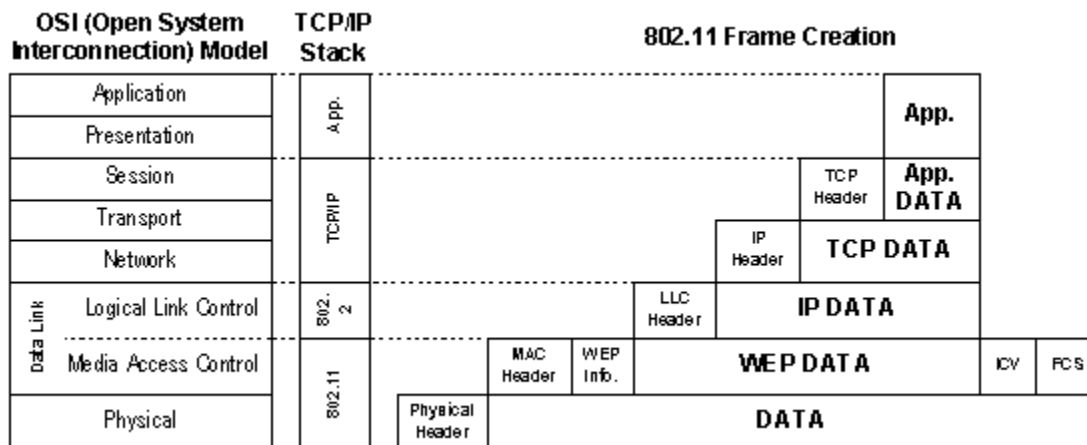 OSI (Open System
Interconnection) Model
TCP/IP
Stack
802.11 Frame Creation
Application
Presentation
App.
App.
Session
Transport
Network
TCP/IP
TCP
Header
App.
DATA
IP
Header
TCP DATA
Data Link
Logical Link Control
802.
2
LLC
Header
IP DATA
Media Access Control
802.11
MAC
Header
WEP
Info.
WEP DATA
ICV
FCS
Physical
Physical
Header
DATA